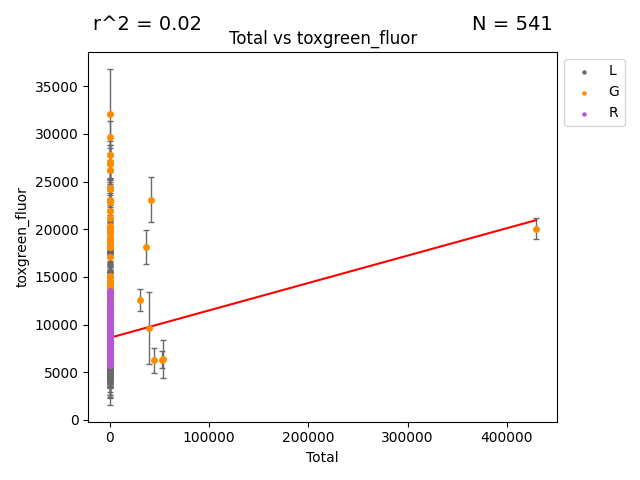 r^2 = 0.02
N = 541
Total vs toxgreen_fluor
L
G
R
35000
30000
25000
20000
15000
10000
5000
0
toxgreen_fluor
0
100000
200000
300000
400000
Total